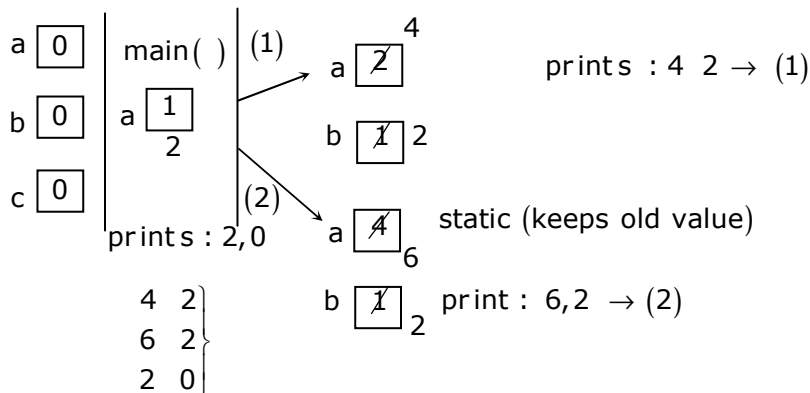 a 0 main( ) (1) a 2 4 prints : 4 2 → (1)
b 0 a 1 2 b 1 2
c 0 (2) a 4 6 static (keeps old value)
prints : 2,0
4 2 b 1 2 print : 6,2 → (2)
6 2
2 0